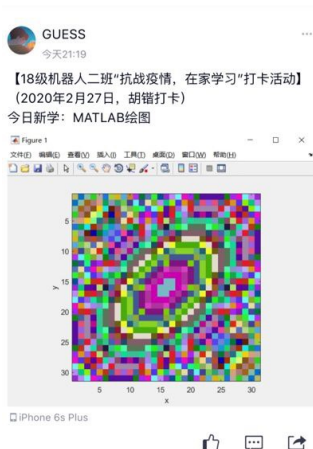 GUESS
今天21:19
【18级机器人二班“抗战疫情，在家学习”打卡活动】
（2020年2月27日，胡锴打卡）
今日新学：MATLAB绘图
Figure 1
文件(F) 编辑(E) 查看(V) 插入(I) 工具(T) 桌面(D) 窗口(W) 帮助(H)
5
10
15
20
25
30
y
5 10 15 20 25 30
x
iPhone 6s Plus